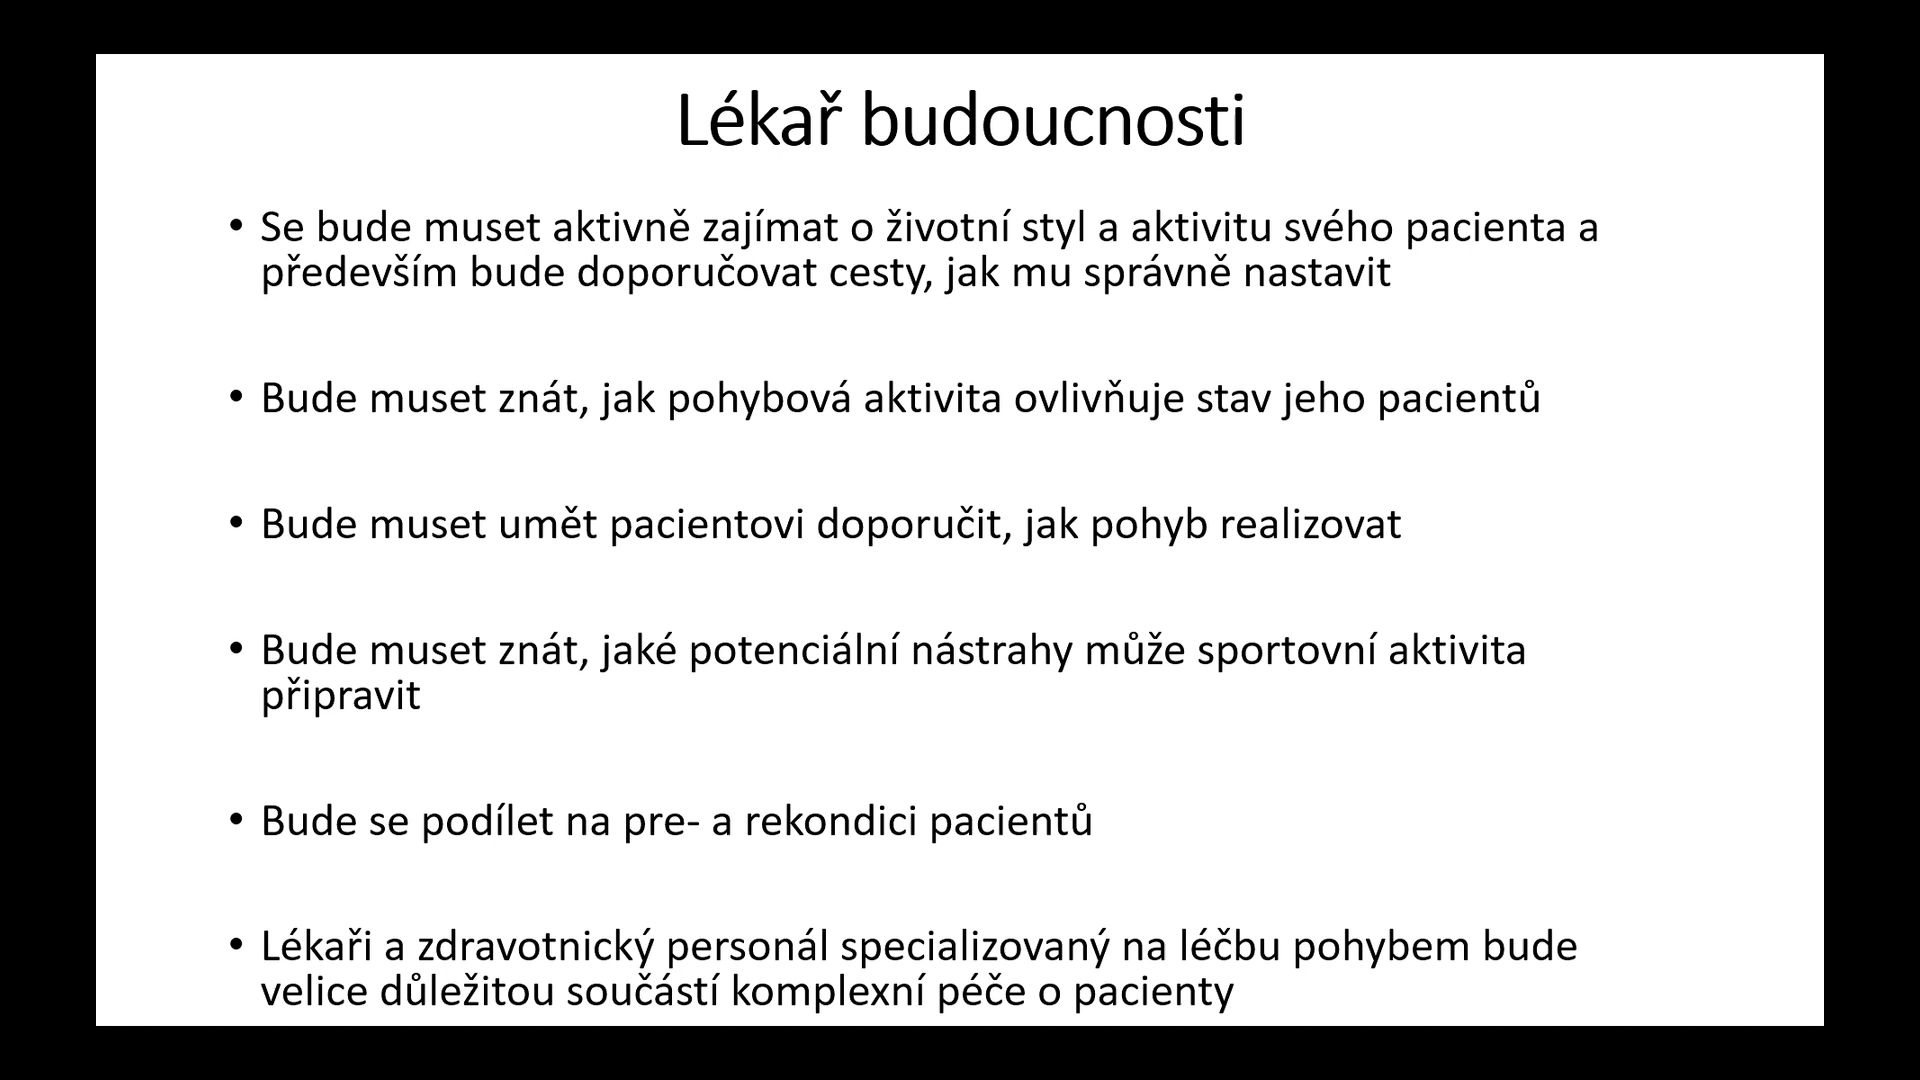 Lékař budoucnosti
• Se bude muset aktivně zajímat o životní styl a aktivitu svého pacienta a
především bude doporučovat cesty, jak mu správně nastavit
• Bude muset znát, jak pohybová aktivita ovlivňuje stav jeho pacientů
• Bude muset umět pacientovi doporučit, jak pohyb realizovat
• Bude muset znát, jaké potenciální nástrahy může sportovní aktivita
připravit
• Bude se podílet na pre- a rekondici pacientů
• Lékaři a zdravotnický personál specializovaný na léčbu pohybem bude
velice důležitou součástí komplexní péče o pacienty